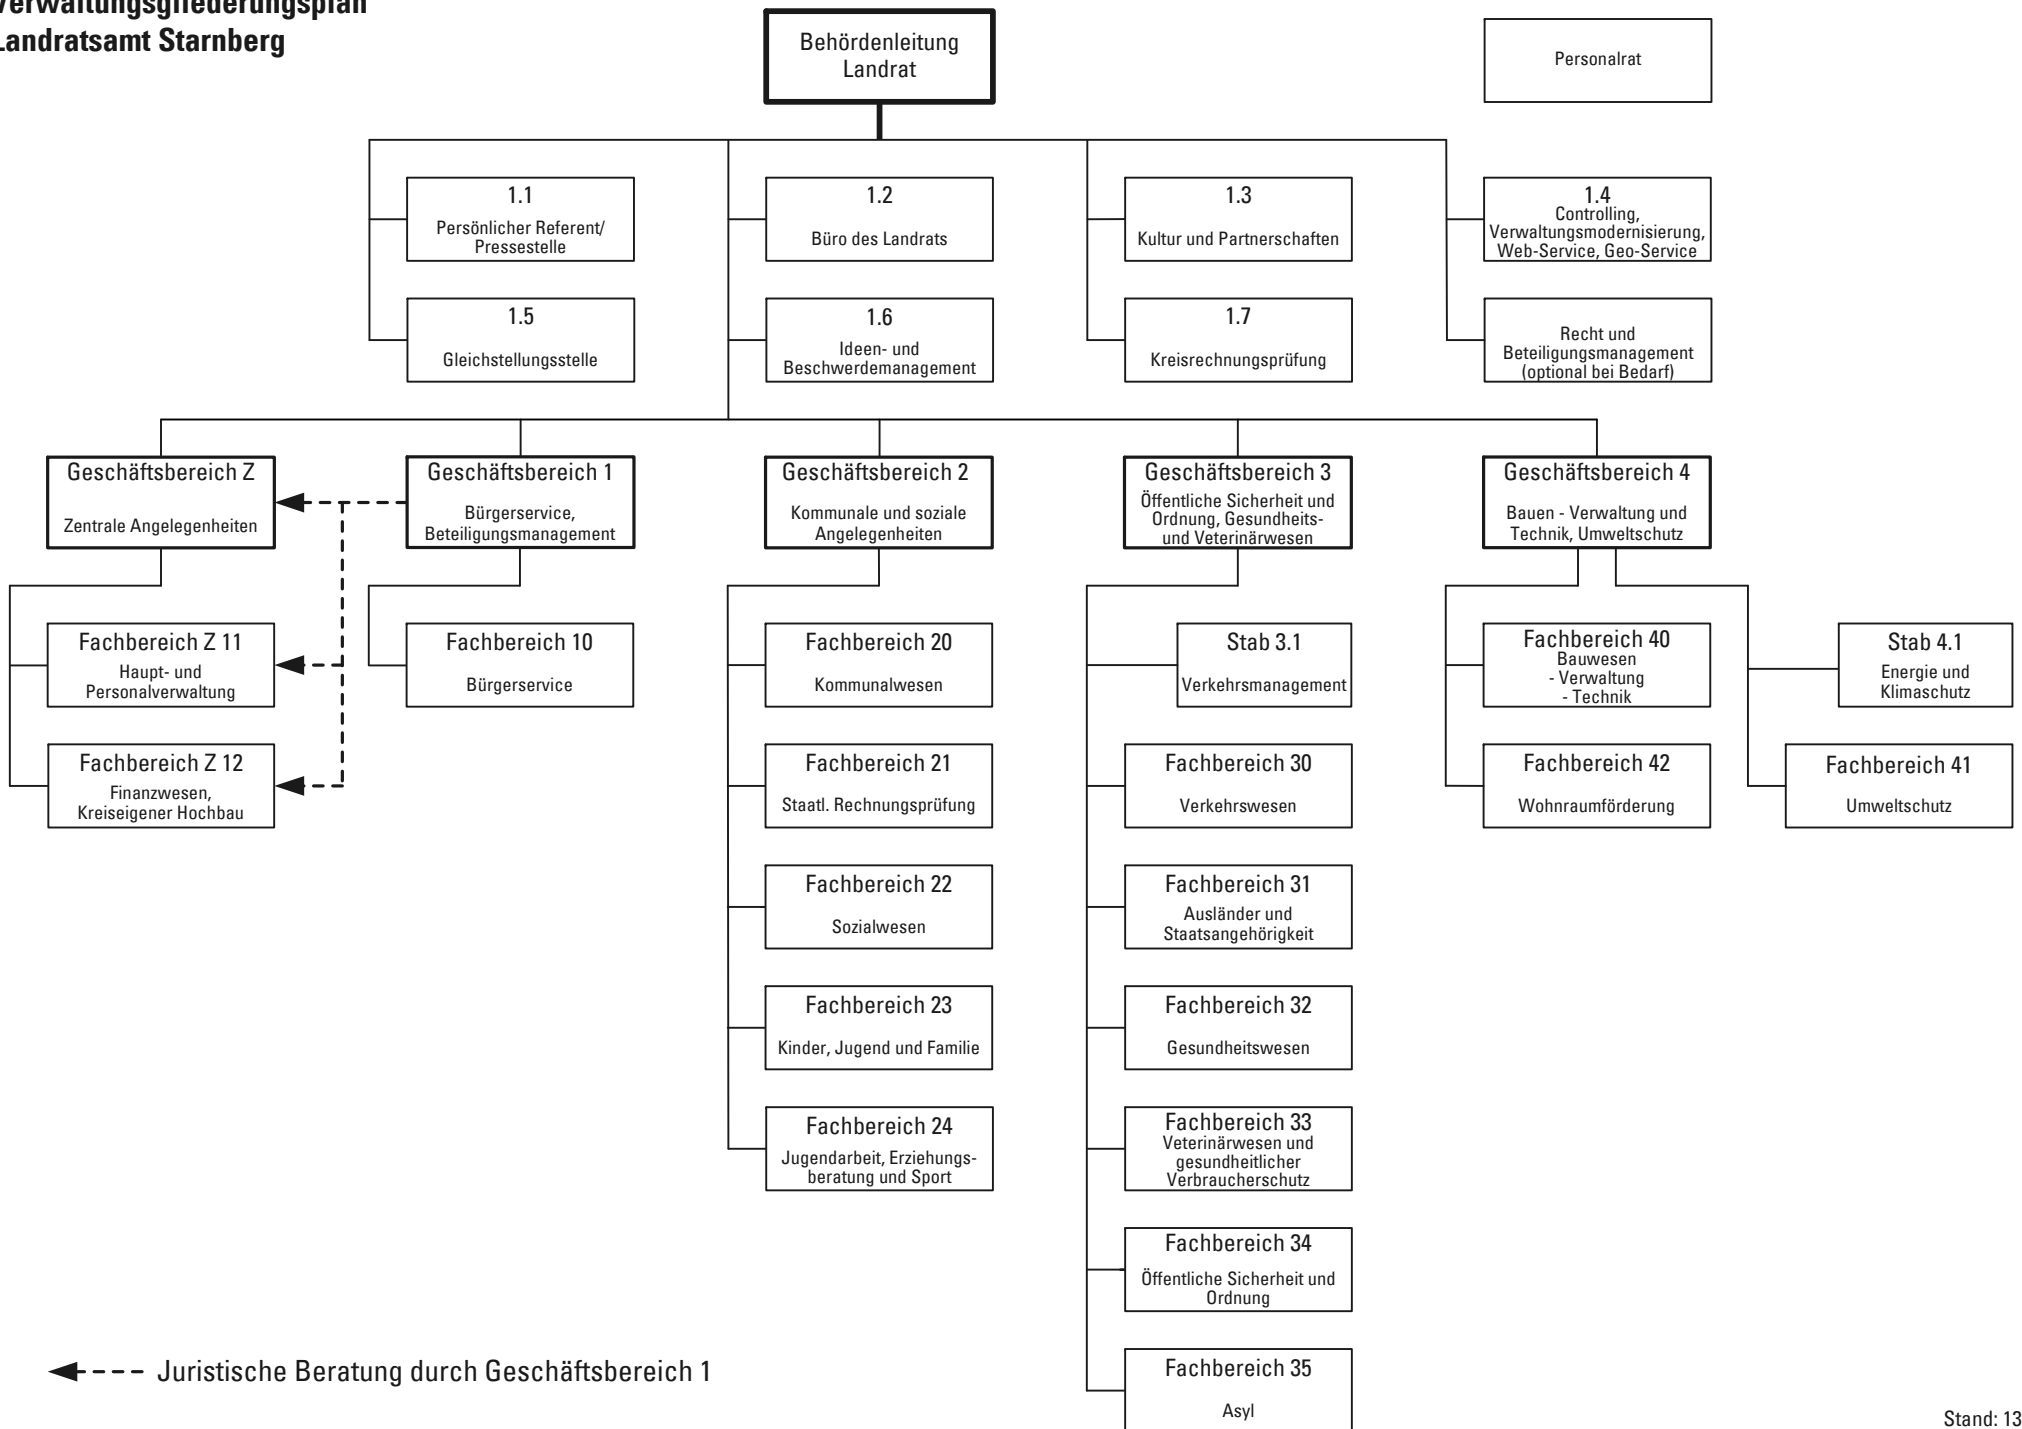 Verwaltungsgliederungsplan
Landratsamt Starnberg
Behördenleitung
Landrat
Personalrat
1.1
Persönlicher Referent/
Pressestelle
1.2
Büro des Landrats
1.3
Kultur und Partnerschaften
1.4
Controlling,
Verwaltungsmodernisierung,
Web-Service, Geo-Service
1.5
Gleichstellungsstelle
1.6
Ideen- und
Beschwerdemanagement
1.7
Kreisrechnungsprüfung
Recht und
Beteiligungsmanagement
(optional bei Bedarf)
Geschäftsbereich Z
Zentrale Angelegenheiten
Geschäftsbereich 1
Bürgerservice,
Beteiligungsmanagement
Geschäftsbereich 2
Kommunale und soziale
Angelegenheiten
Geschäftsbereich 3
Öffentliche Sicherheit und
Ordnung, Gesundheits-
und Veterinärwesen
Geschäftsbereich 4
Bauen - Verwaltung und
Technik, Umweltschutz
Fachbereich Z 11
Haupt- und
Personalverwaltung
Fachbereich 10
Bürgerservice
Fachbereich 20
Kommunalwesen
Stab 3.1
Verkehrsmanagement
Fachbereich 40
Bauwesen
- Verwaltung
- Technik
Stab 4.1
Energie und
Klimaschutz
Fachbereich Z 12
Finanzwesen,
Kreiseigener Hochbau
Fachbereich 21
Staatl. Rechnungsprüfung
Fachbereich 30
Verkehrswesen
Fachbereich 42
Wohnraumförderung
Fachbereich 41
Umweltschutz
Fachbereich 22
Sozialwesen
Fachbereich 31
Ausländer und
Staatsangehörigkeit
Fachbereich 23
Kinder, Jugend und Familie
Fachbereich 32
Gesundheitswesen
Fachbereich 24
Jugendarbeit, Erziehungs-
beratung und Sport
Fachbereich 33
Veterinärwesen und
gesundheitlicher
Verbraucherschutz
Fachbereich 34
Öffentliche Sicherheit und
Ordnung
Fachbereich 35
Asyl
Juristische Beratung durch Geschäftsbereich 1
Stand: 13